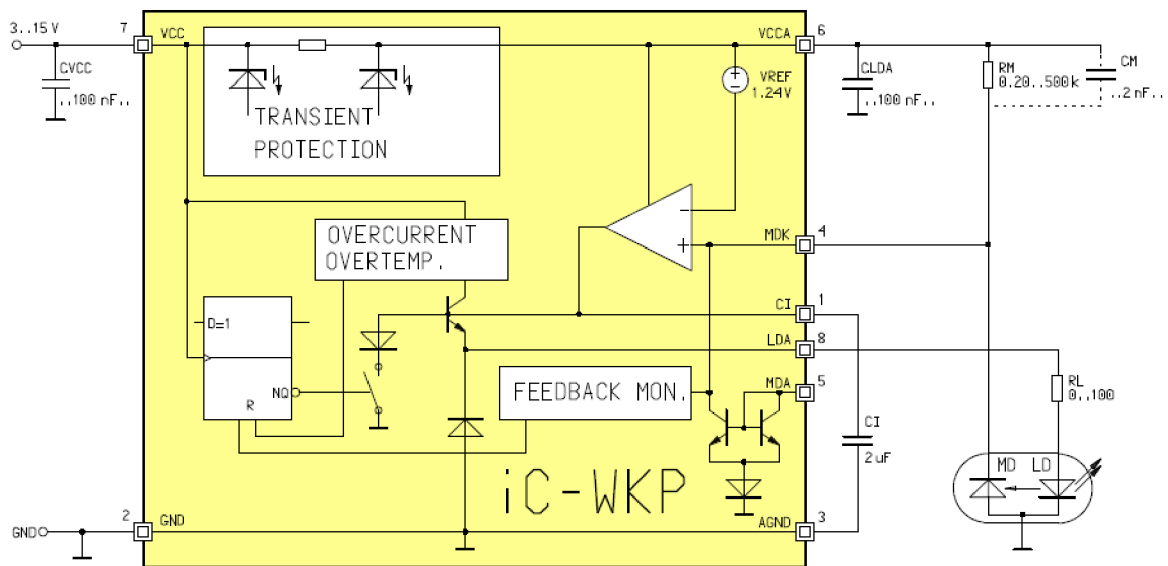 3..15 V
7
VCC
VCCA
6
CVCC
..100 nF..
TRANSIENT
PROTECTION
VREF
1.24V
CLDA
..100 nF..
RM
0.20..500k
CM
..2 nF..
OVERCURRENT
OVERTEMP.
-
+
MDK
4
D=1
CI
1
LDA
8
NQ
R
FEEDBACK MON.
MDA
5
RL
0..100
CI
2uF
MD LD
iC-WKP
GND
2
GND
AGND
3